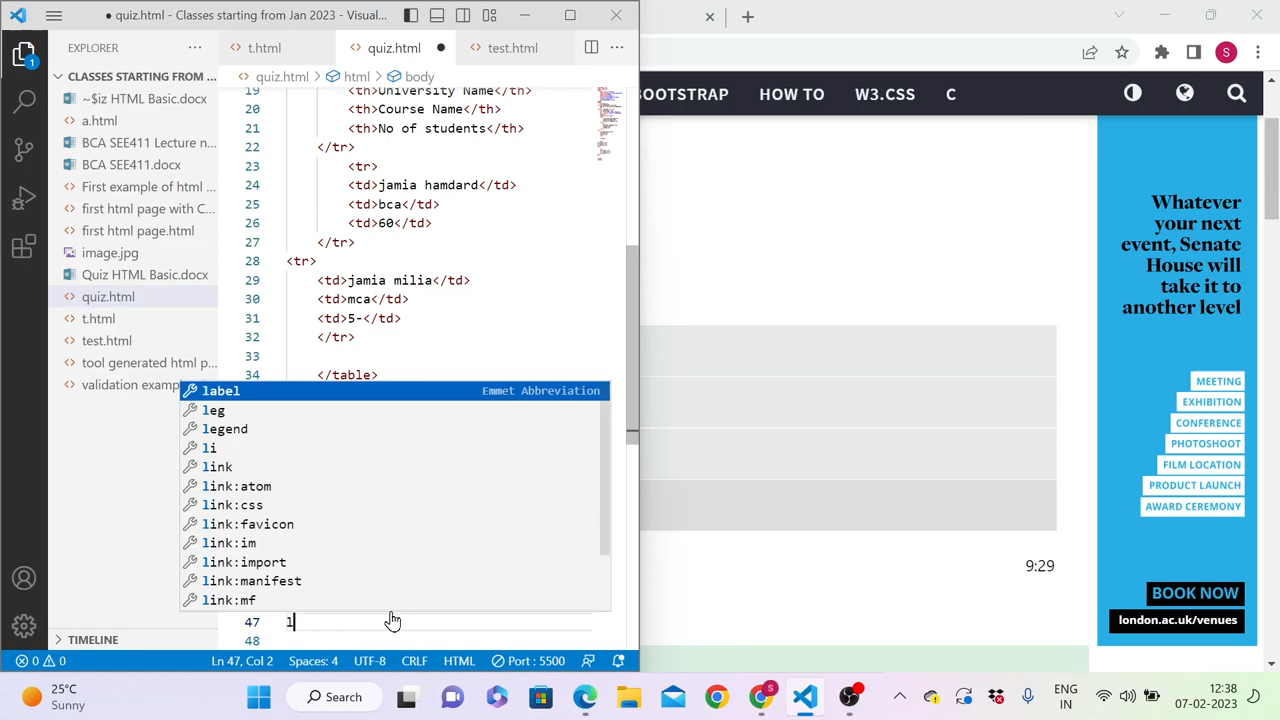 ● quiz.html - Classes starting from Jan 2023 - Visual...
EXPLORER
CLASSES STARTING FROM ...
~$iz HTML Basic.docx
a.html
BCA SEE411 Lecture n...
BCA SEE411.docx
First example of html ...
first html page with C...
first html page.html
image.jpg
Quiz HTML Basic.docx
quiz.html
t.html
test.html
tool generated html p...
validation examp
TIMELINE
t.html
quiz.html ●
test.html
quiz.html > html > body
19 <th>University Name</th>
20 <th>Course Name</th>
21 <th>No of students</th>
22 </tr>
23 <tr>
24 <td>jamia hamdard</td>
25 <td>bca</td>
26 <td>60</td>
27 </tr>
28 <tr>
29 <td>jamia milia</td>
30 <td>mca</td>
31 <td>5-</td>
32 </tr>
33
34 </table>
label Emmet Abbreviation
leg
legend
li
link
link:atom
link:css
link:favicon
link:im
link:import
link:manifest
link:mf
47 l
48
1
0 0 Ln 47, Col 2 Spaces: 4 UTF-8 CRLF HTML Port : 5500
S
OOTSTRAP HOW TO W3.CSS C
9:29
Whatever
your next
event, Senate
House will
take it to
another level
MEETING
EXHIBITION
CONFERENCE
PHOTOSHOOT
FILM LOCATION
PRODUCT LAUNCH
AWARD CEREMONY
BOOK NOW
london.ac.uk/venues
25°C
Sunny
Search
S
ENG
IN
12:38
07-02-2023